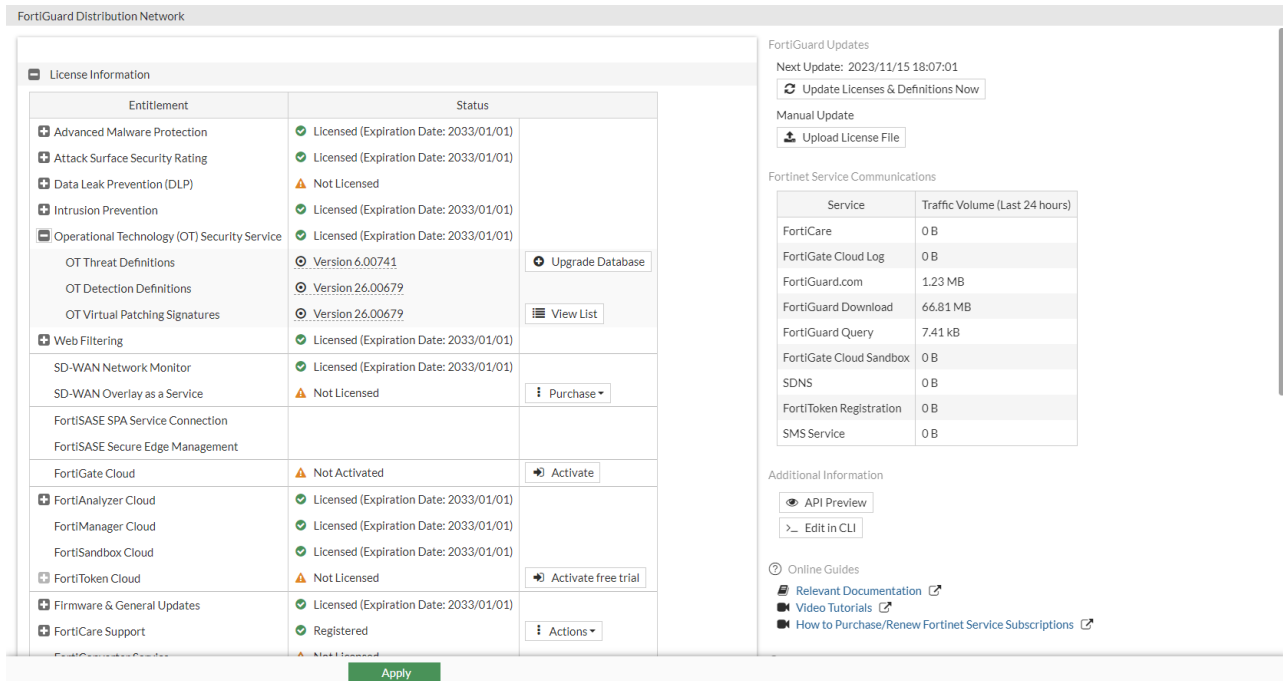 FortiGuard Distribution Network
License Information
Entitlement Status
Advanced Malware Protection Licensed (Expiration Date: 2033/01/01)
Attack Surface Security Rating Licensed (Expiration Date: 2033/01/01)
Data Leak Prevention (DLP) Not Licensed
Intrusion Prevention Licensed (Expiration Date: 2033/01/01)
Operational Technology (OT) Security Service Licensed (Expiration Date: 2033/01/01)
OT Threat Definitions Version 6.00741 Upgrade Database
OT Detection Definitions Version 26.00679
OT Virtual Patching Signatures Version 26.00679 View List
Web Filtering Licensed (Expiration Date: 2033/01/01)
SD-WAN Network Monitor Licensed (Expiration Date: 2033/01/01)
SD-WAN Overlay as a Service Not Licensed Purchase
FortiSASE SPA Service Connection
FortiSASE Secure Edge Management
FortiGate Cloud Not Activated Activate
FortiAnalyzer Cloud Licensed (Expiration Date: 2033/01/01)
FortiManager Cloud Licensed (Expiration Date: 2033/01/01)
FortiSandbox Cloud Licensed (Expiration Date: 2033/01/01)
FortiToken Cloud Not Licensed Activate free trial
Firmware & General Updates Licensed (Expiration Date: 2033/01/01)
FortiCare Support Registered Actions
FortiConverter Service Not Licensed
Apply
FortiGuard Updates
Next Update: 2023/11/15 18:07:01
Update Licenses & Definitions Now
Manual Update
Upload License File
Fortinet Service Communications
Service Traffic Volume (Last 24 hours)
FortiCare 0 B
FortiGate Cloud Log 0 B
FortiGuard.com 1.23 MB
FortiGuard Download 66.81 MB
FortiGuard Query 7.41 kB
FortiGate Cloud Sandbox 0 B
SDNS 0 B
FortiToken Registration 0 B
SMS Service 0 B
Additional Information
API Preview
>_ Edit in CLI
Online Guides
Relevant Documentation
Video Tutorials
How to Purchase/Renew Fortinet Service Subscriptions